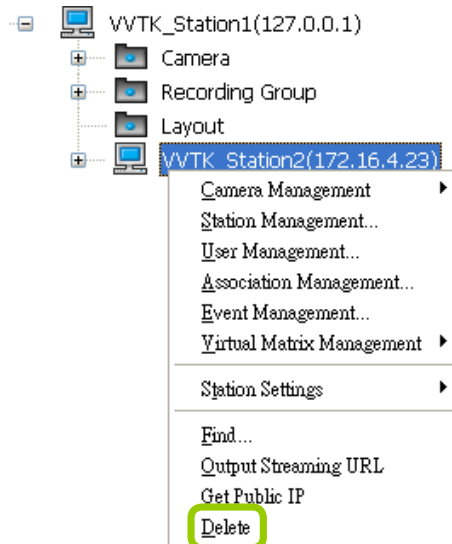 VVTK_Station1(127.0.0.1)
Camera
Recording Group
Layout
VVTK_Station2(172.16.4.23)
Camera Management
Station Management...
User Management...
Association Management...
Event Management...
Virtual Matrix Management
Station Settings
Find...
Output Streaming URL
Get Public IP
Delete